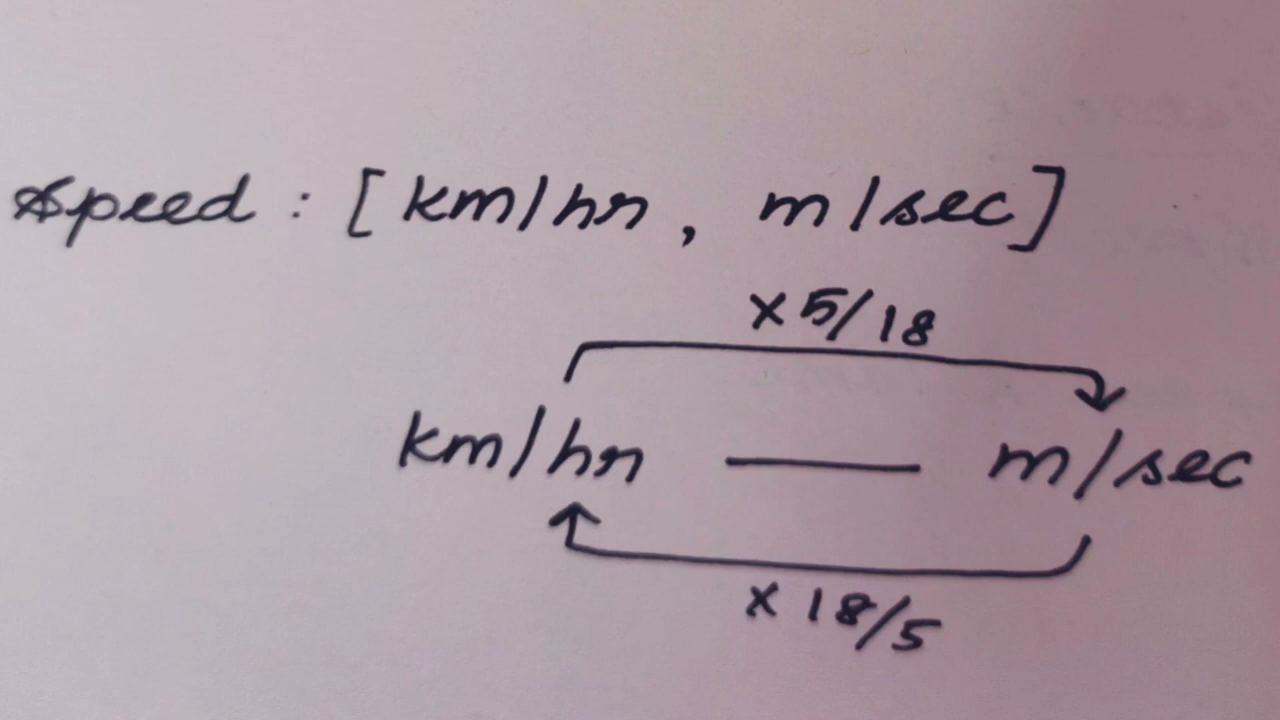 Speed : [km/hr, m/sec]
× 5/18
km/hr — m/sec
× 18/5